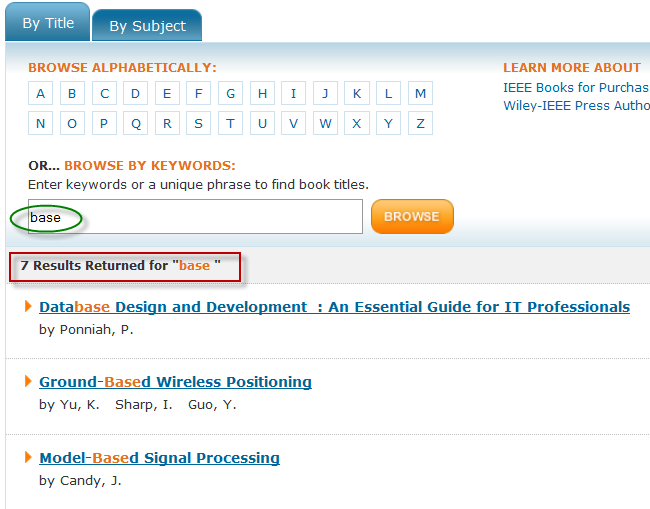 By Title
By Subject
BROWSE ALPHABETICALLY:
A B C D E F G H I J K L M
N O P Q R S T U V W X Y Z
LEARN MORE ABOUT
IEEE Books for Purchas
Wiley-IEEE Press Autho
OR... BROWSE BY KEYWORDS:
Enter keywords or a unique phrase to find book titles.
base
BROWSE
7 Results Returned for "base "
Database Design and Development : An Essential Guide for IT Professionals
by Ponniah, P.
Ground-Based Wireless Positioning
by Yu, K. Sharp, I. Guo, Y.
Model-Based Signal Processing
by Candy, J.